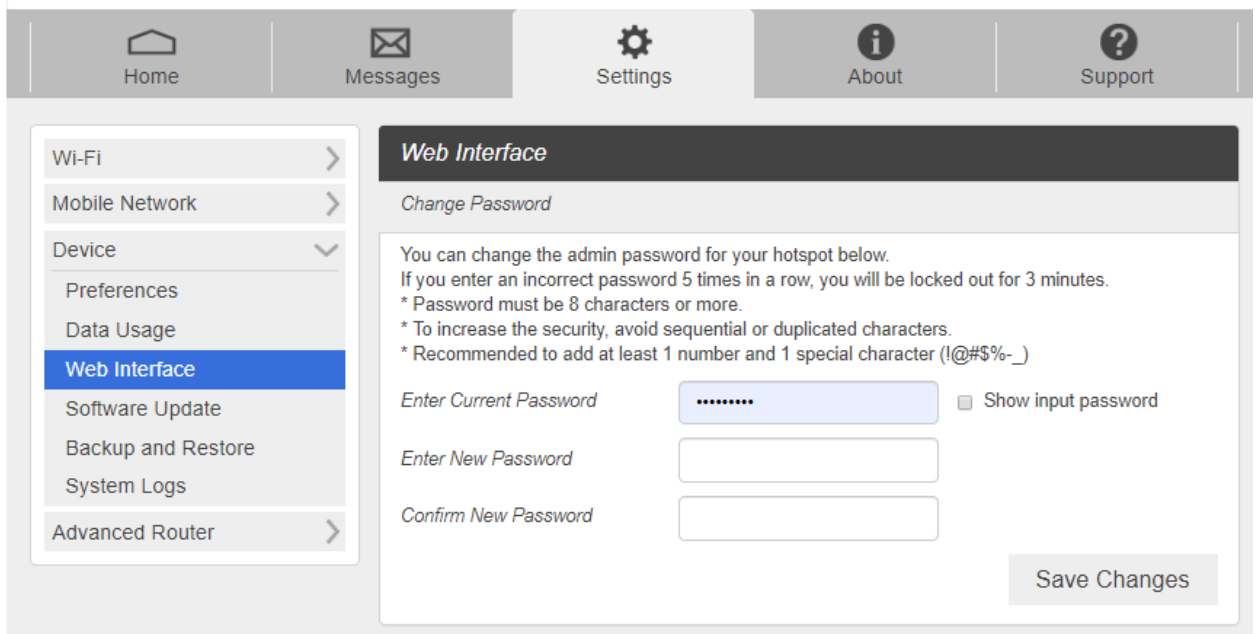 Home
Messages
Settings
About
Support
Wi-Fi
Mobile Network
Device
Preferences
Data Usage
Web Interface
Software Update
Backup and Restore
System Logs
Advanced Router
Web Interface
Change Password
You can change the admin password for your hotspot below.
If you enter an incorrect password 5 times in a row, you will be locked out for 3 minutes.
* Password must be 8 characters or more.
* To increase the security, avoid sequential or duplicated characters.
* Recommended to add at least 1 number and 1 special character (!@#$%-_)
Enter Current Password ••••••••• Show input password
Enter New Password
Confirm New Password
Save Changes